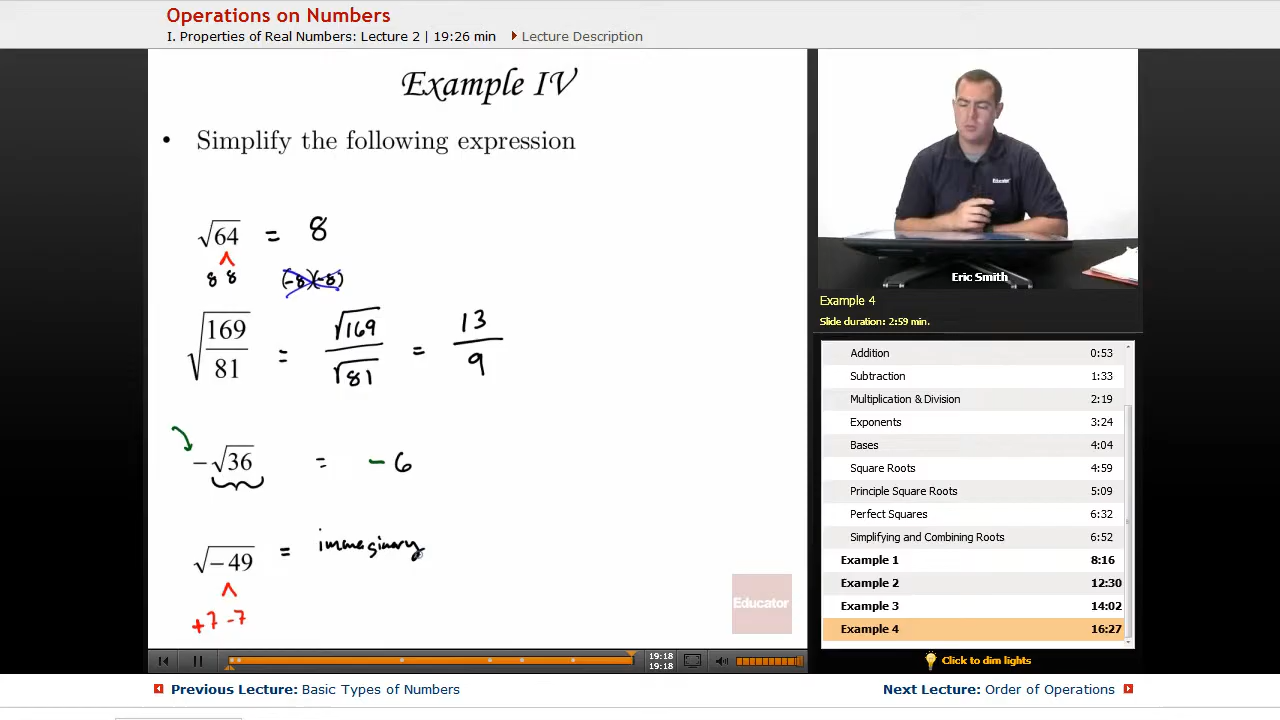 Operations on Numbers
I. Properties of Real Numbers: Lecture 2 | 19:26 min Lecture Description
Example IV
• Simplify the following expression
√64 = 8
8 8 (-8)(-8)
√169/81 = √169/√81 = 13/9
-√36 = -6
√-49 = immaginary
+7 -7
Educator
Educator
Eric Smith
Example 4
Slide duration: 2:59 min.
Addition 0:53
Subtraction 1:33
Multiplication & Division 2:19
Exponents 3:24
Bases 4:04
Square Roots 4:59
Principle Square Roots 5:09
Perfect Squares 6:32
Simplifying and Combining Roots 6:52
Example 1 8:16
Example 2 12:30
Example 3 14:02
Example 4 16:27
19:18
19:18
Click to dim lights
Previous Lecture: Basic Types of Numbers
Next Lecture: Order of Operations